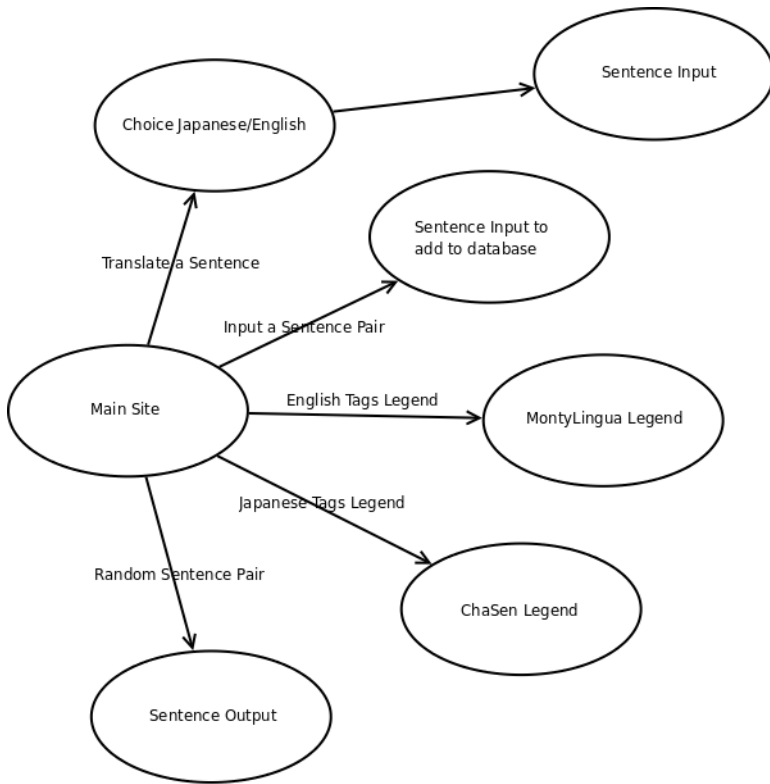 Sentence Input
Choice Japanese/English
Sentence Input to
add to database
Translate a Sentence
Input a Sentence Pair
English Tags Legend
Main Site
MontyLingua Legend
Japanese Tags Legend
Random Sentence Pair
ChaSen Legend
Sentence Output